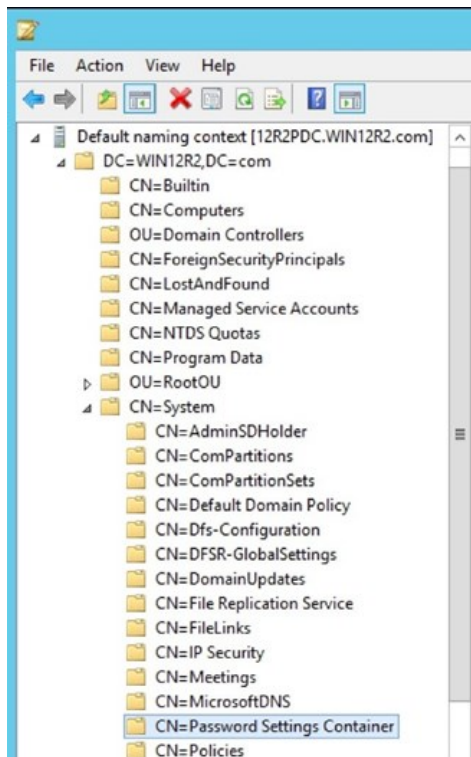 File Action View Help
Default naming context [12R2PDC.WIN12R2.com]
DC=WIN12R2,DC=com
CN=Builtin
CN=Computers
OU=Domain Controllers
CN=ForeignSecurityPrincipals
CN=LostAndFound
CN=Managed Service Accounts
CN=NTDS Quotas
CN=Program Data
OU=RootOU
CN=System
CN=AdminSDHolder
CN=ComPartitions
CN=ComPartitionSets
CN=Default Domain Policy
CN=Dfs-Configuration
CN=DFSR-GlobalSettings
CN=DomainUpdates
CN=File Replication Service
CN=FileLinks
CN=IP Security
CN=Meetings
CN=MicrosoftDNS
CN=Password Settings Container
CN=Policies